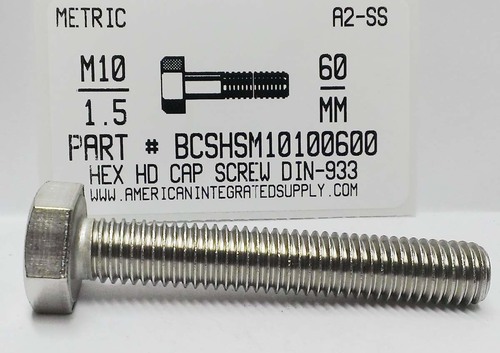 METRIC A2-SS
M10 60
1.5 MM
PART # BCSHSM10100600
HEX HD CAP SCREW DIN-933
WWW.AMERICANINTEGRATEDSUPPLY.COM